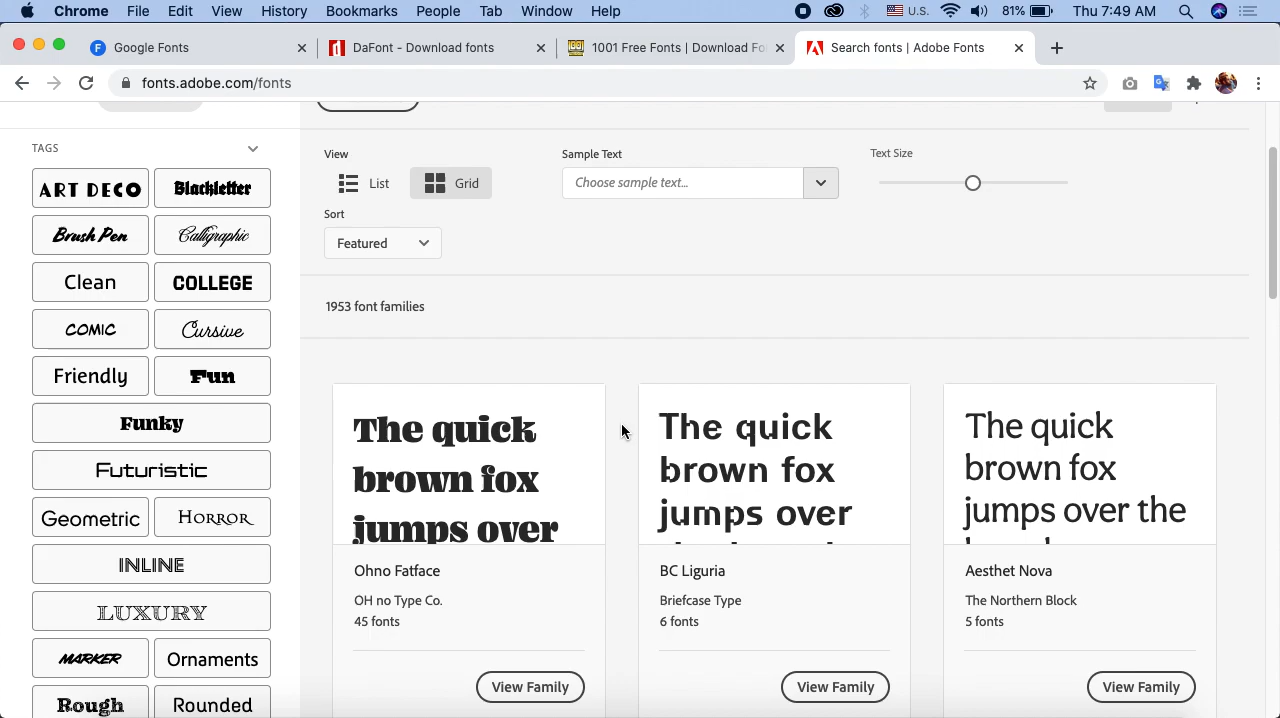 Chrome File Edit View History Bookmarks People Tab Window Help U.S. 81% Thu 7:49 AM
Google Fonts
DaFont - Download fonts
1001 Free Fonts | Download Fo
Search fonts | Adobe Fonts
fonts.adobe.com/fonts
TAGS
ART DECO
Blackletter
Brush Pen
Calligraphic
Clean
COLLEGE
COMIC
Cursive
Friendly
Fun
Funky
Futuristic
Geometric
HORROR
INLINE
LUXURY
MARKER
Ornaments
Rough
Rounded
View
List
Grid
Sample Text
Choose sample text...
Text Size
Sort
Featured
1953 font families
The quick
brown fox
jumps over
Ohno Fatface
OH no Type Co.
45 fonts
View Family
The quick
brown fox
jumps over
BC Liguria
Briefcase Type
6 fonts
View Family
The quick
brown fox
jumps over the
Aesthet Nova
The Northern Block
5 fonts
View Family